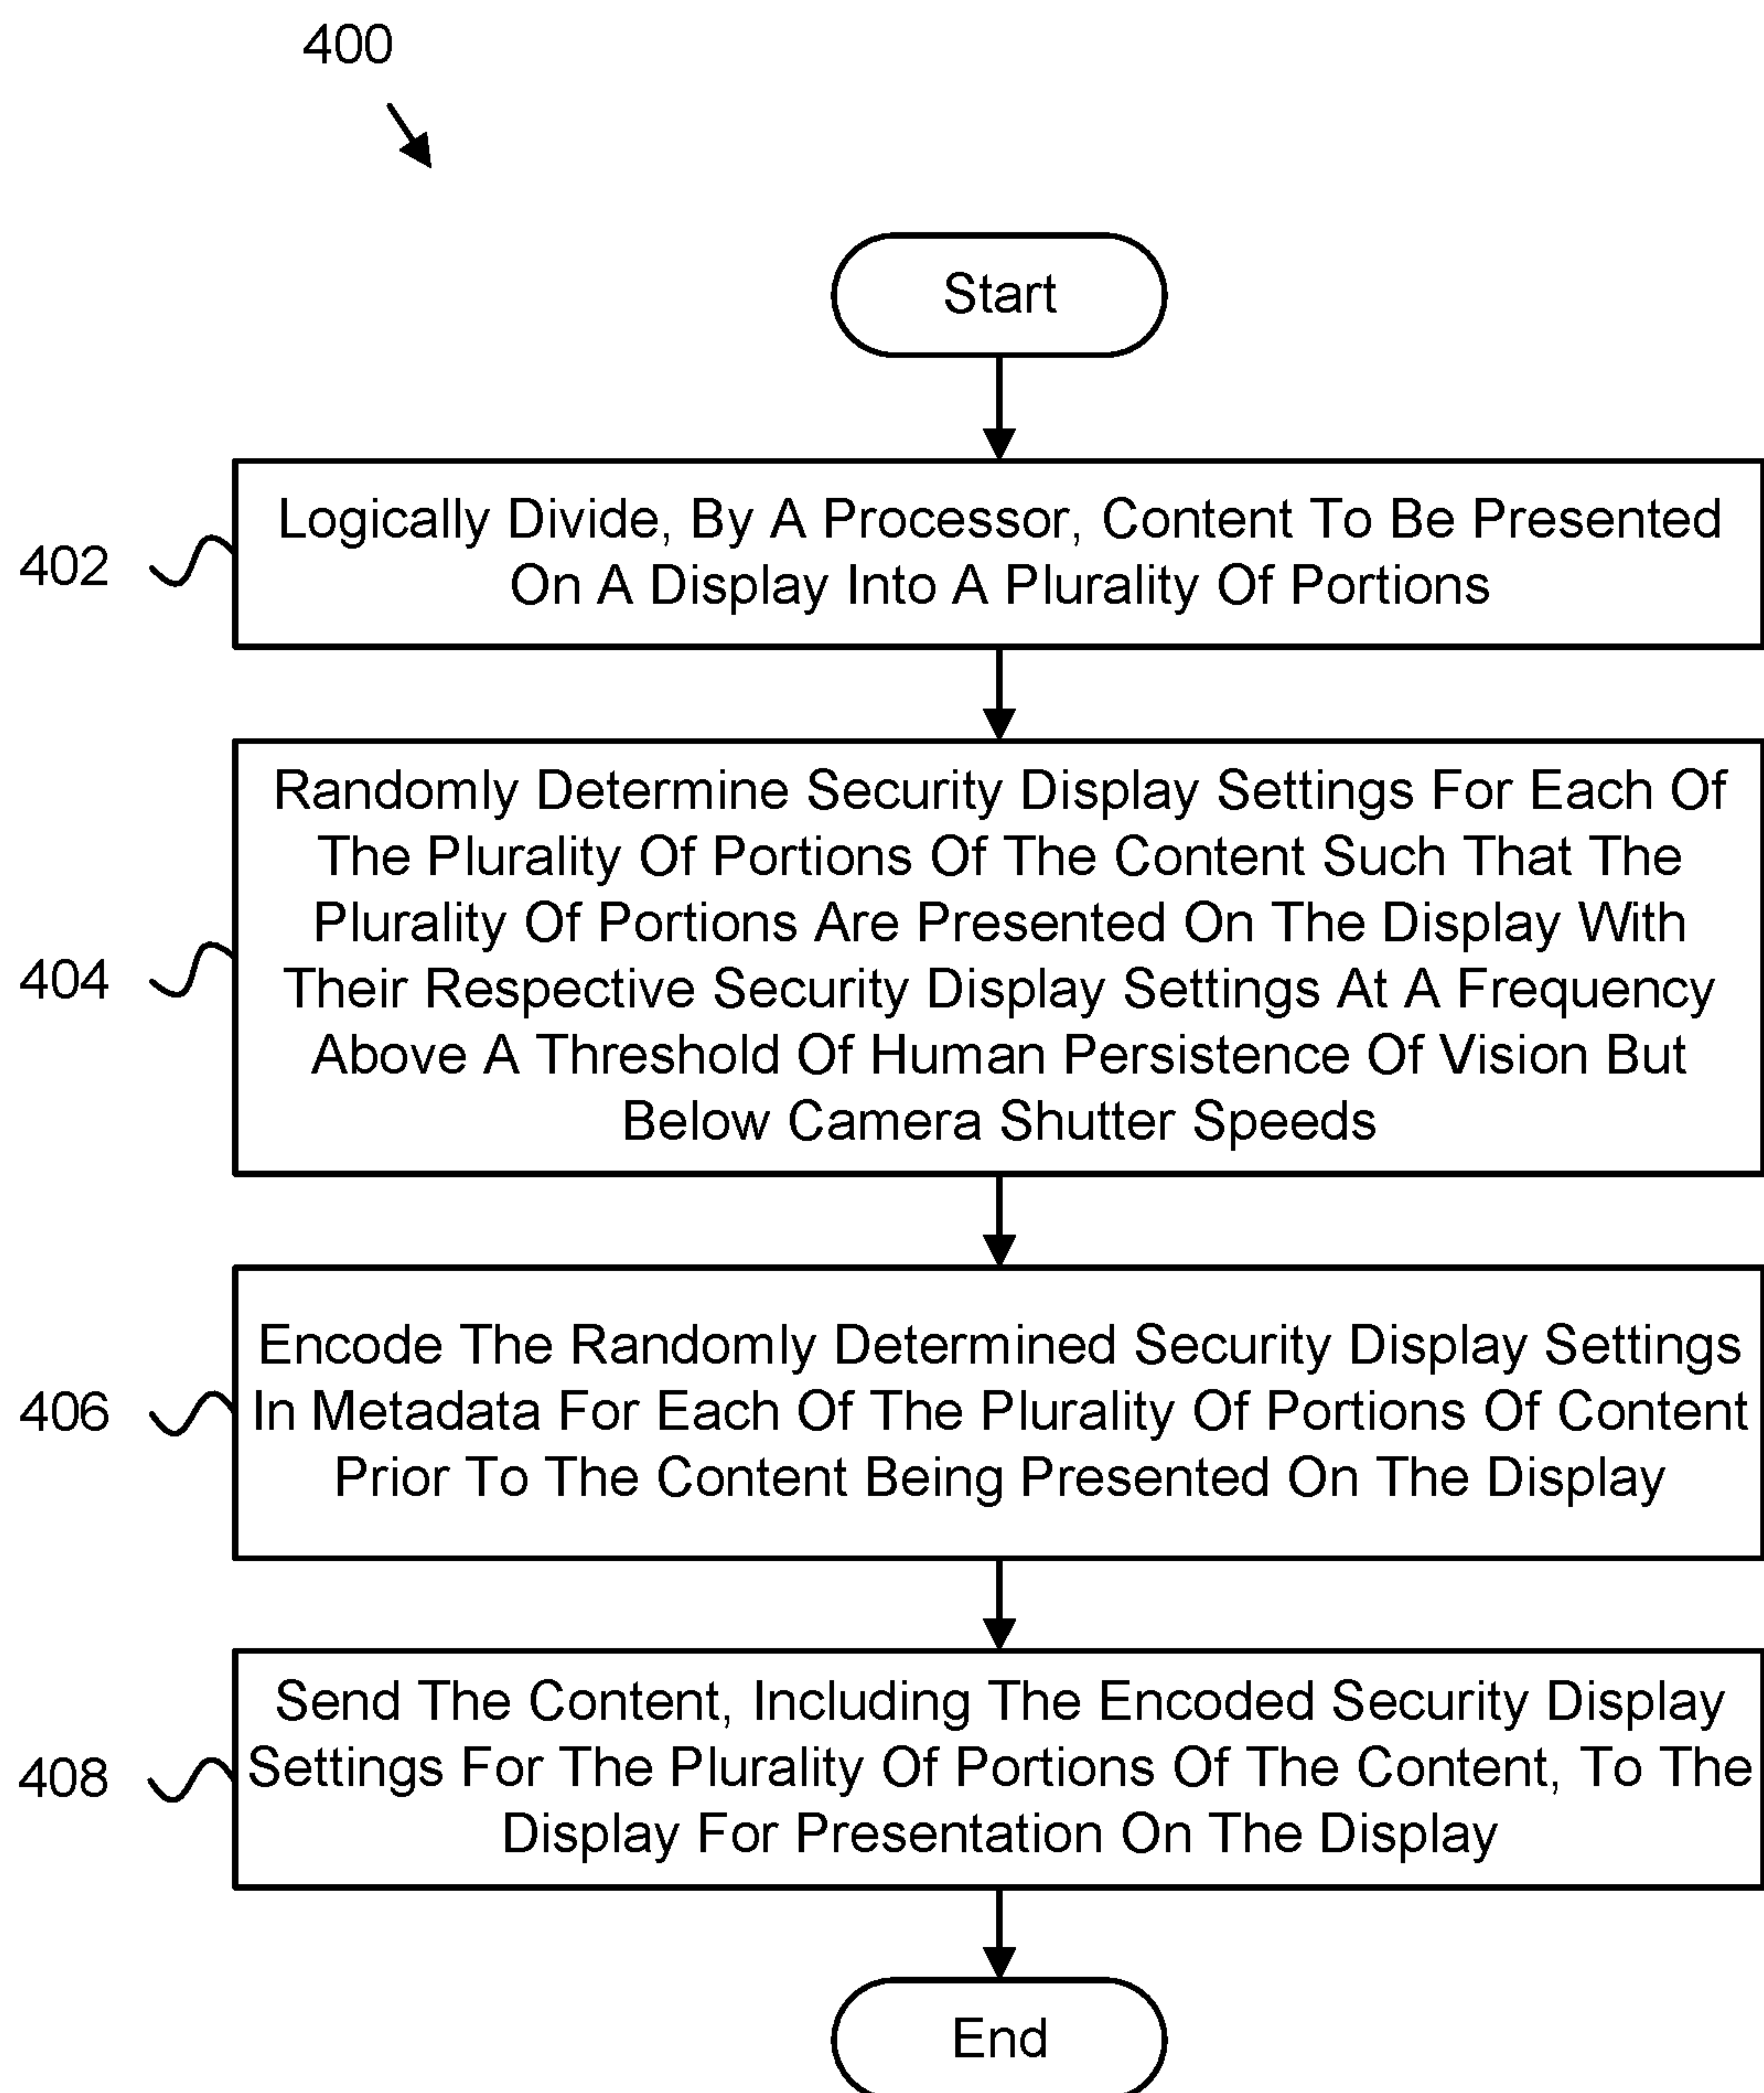 400
Start
402
Logically Divide, By A Processor, Content To Be Presented
On A Display Into A Plurality Of Portions
404
Randomly Determine Security Display Settings For Each Of
The Plurality Of Portions Of The Content Such That The
Plurality Of Portions Are Presented On The Display With
Their Respective Security Display Settings At A Frequency
Above A Threshold Of Human Persistence Of Vision But
Below Camera Shutter Speeds
406
Encode The Randomly Determined Security Display Settings
In Metadata For Each Of The Plurality Of Portions Of Content
Prior To The Content Being Presented On The Display
408
Send The Content, Including The Encoded Security Display
Settings For The Plurality Of Portions Of The Content, To The
Display For Presentation On The Display
End